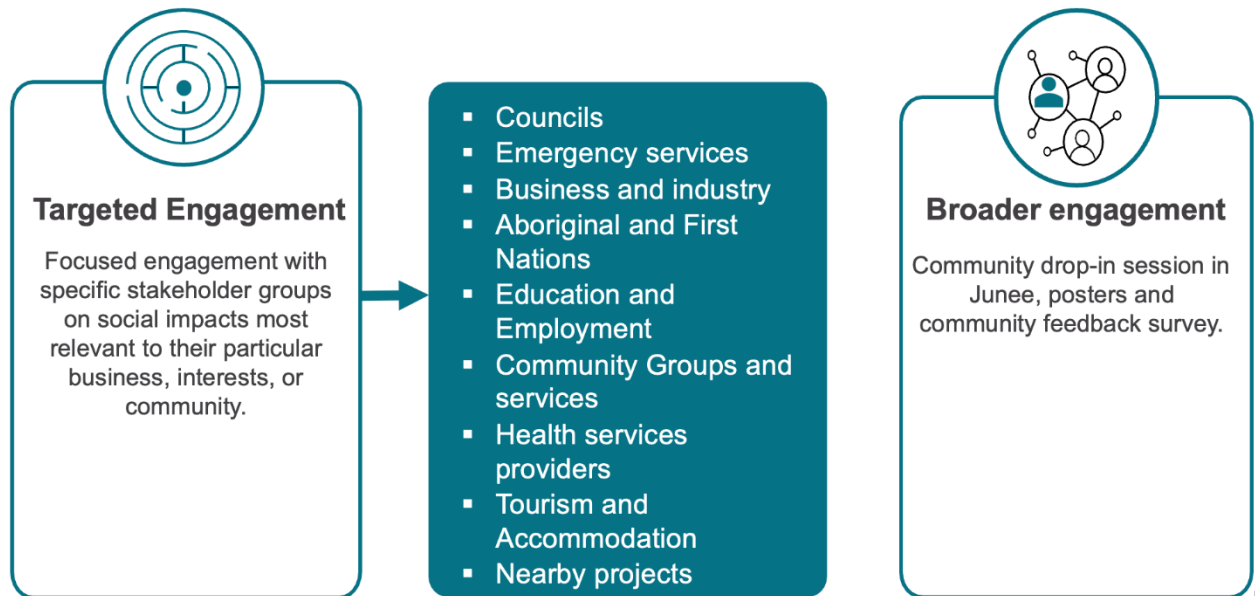 Targeted Engagement
Focused engagement with
specific stakeholder groups
on social impacts most
relevant to their particular
business, interests, or
community.
▪ Councils
▪ Emergency services
▪ Business and industry
▪ Aboriginal and First
Nations
▪ Education and
Employment
▪ Community Groups and
services
▪ Health services
providers
▪ Tourism and
Accommodation
▪ Nearby projects
Broader engagement
Community drop-in session in
Junee, posters and
community feedback survey.